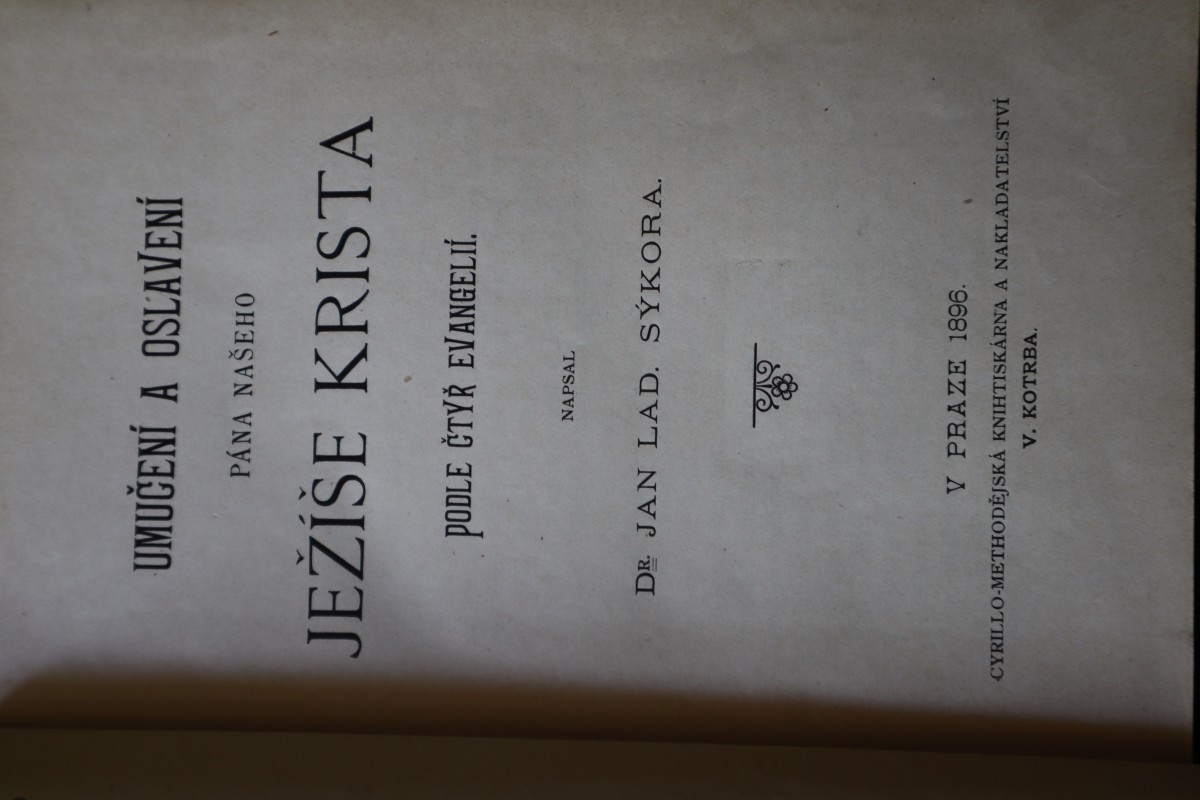 UMUČENÍ A OSLAVENÍ
PÁNA NAŠEHO
JEŽÍŠE KRISTA
PODLE ČTYŘ EVANGELIÍ.
NAPSAL
DR. JAN LAD. SÝKORA.
V PRAZE 1896.
CYRILLO-METHODĚJSKÁ KNIHTISKÁRNA A NAKLADATELSTVÍ
V. KOTRBA.